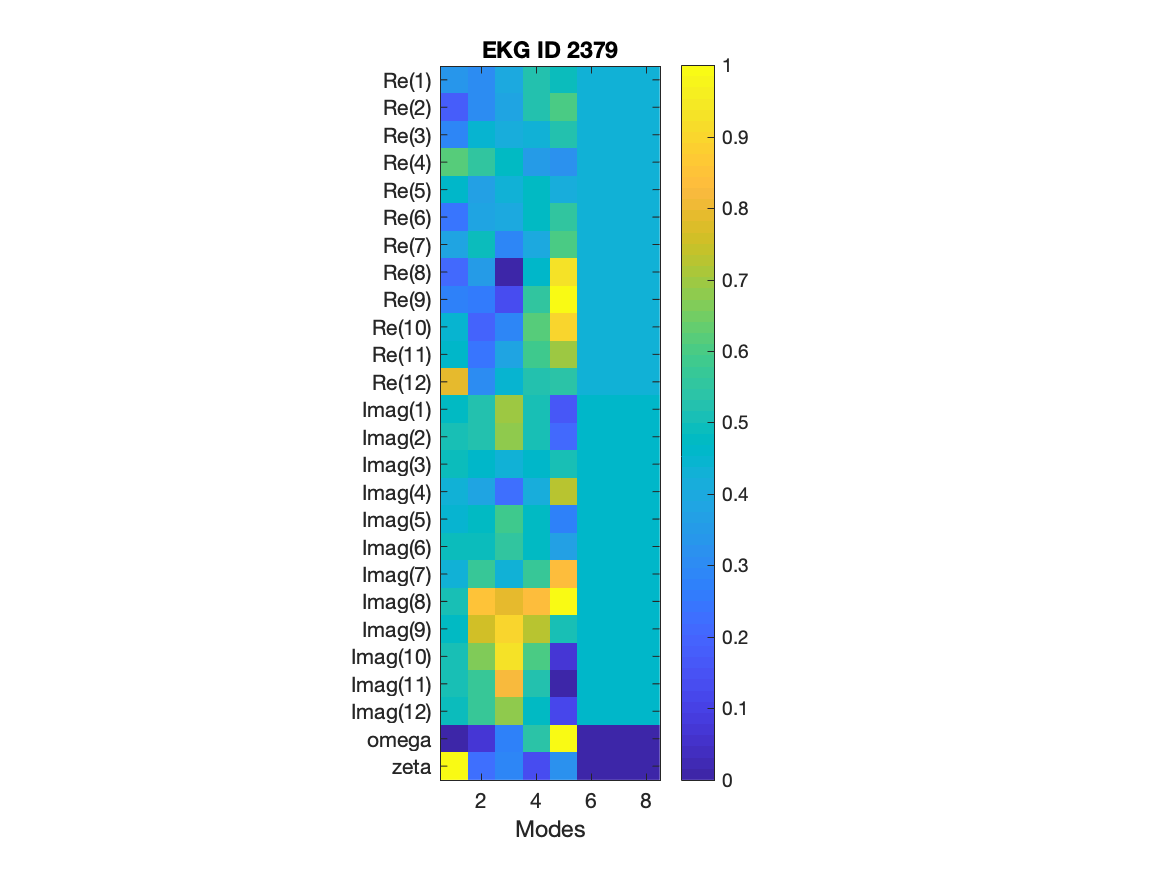 EKG ID 2379
Re(1)
Re(2)
Re(3)
Re(4)
Re(5)
Re(6)
Re(7)
Re(8)
Re(9)
Re(10)
Re(11)
Re(12)
Imag(1)
Imag(2)
Imag(3)
Imag(4)
Imag(5)
Imag(6)
Imag(7)
Imag(8)
Imag(9)
Imag(10)
Imag(11)
Imag(12)
omega
zeta
2 4 6 8
Modes
1
0.9
0.8
0.7
0.6
0.5
0.4
0.3
0.2
0.1
0